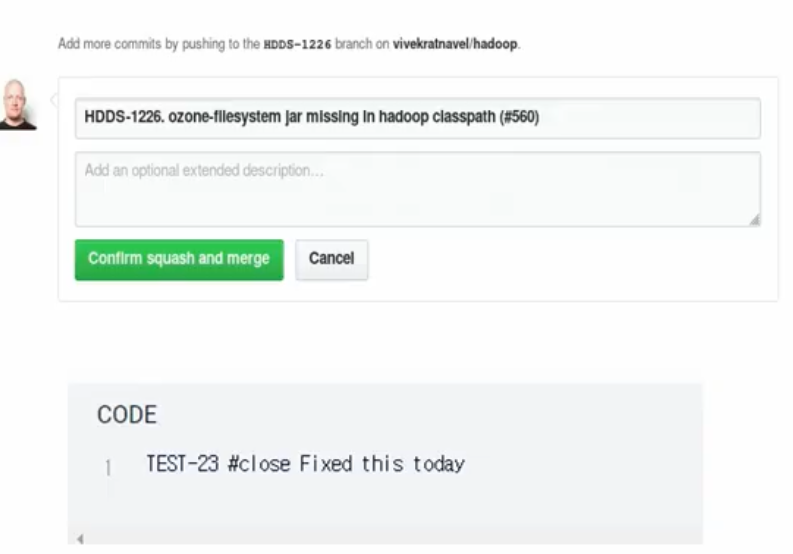 Add more commits by pushing to the HDDS-1226 branch on vivekratnavel/hadoop.
HDDS-1226. ozone-filesystem jar missing in hadoop classpath (#560)
Add an optional extended description...
Confirm squash and merge Cancel
CODE
1 TEST-23 #close Fixed this today